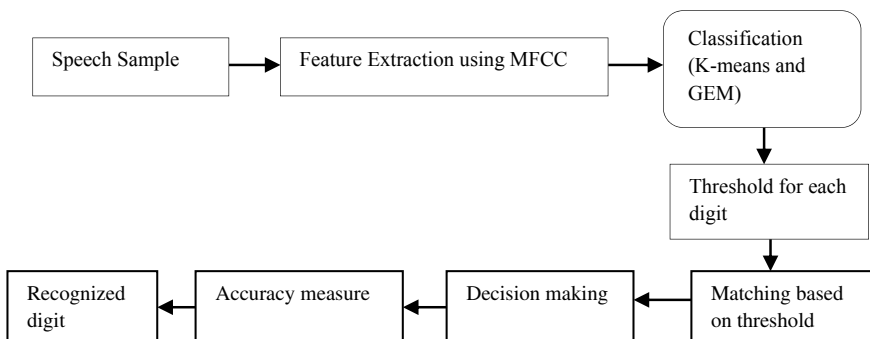 Speech Sample
Feature Extraction using MFCC
Classification
(K-means and
GEM)
Threshold for each
digit
Matching based
on threshold
Decision making
Accuracy measure
Recognized
digit